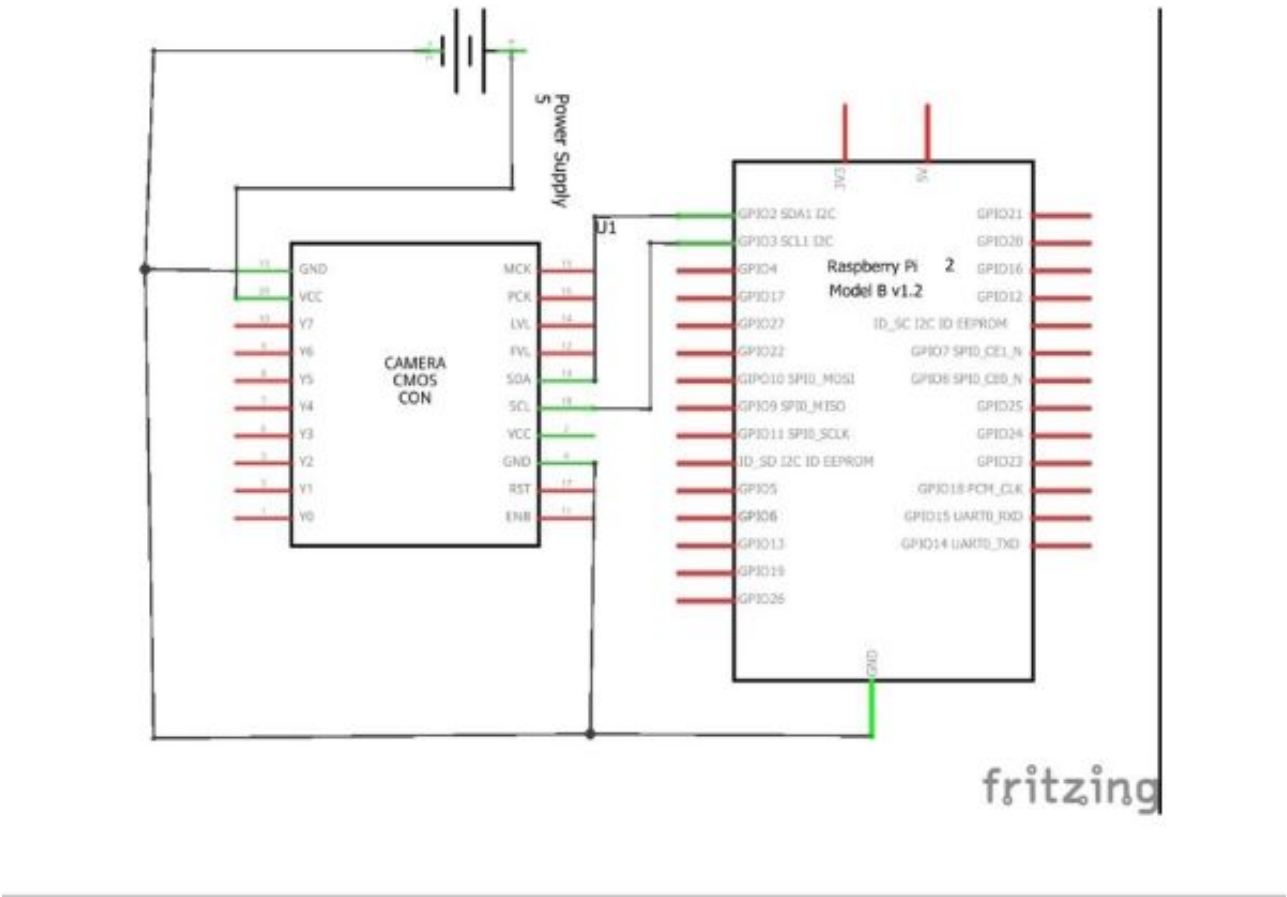 Power Supply
5
U1
3V3
5V
GND
VCC
Y7
Y6
Y5
Y4
Y3
Y2
Y1
Y0
CAMERA
CMOS
CON
MCK
PCK
LVL
FVL
SDA
SCL
VCC
GND
RST
ENB
GPIO2 SDA1 I2C
GPIO3 SCL1 I2C
GPIO4
GPIO17
GPIO27
GPIO22
GIPO10 SPI0_MOSI
GPIO9 SPI0_MISO
GPIO11 SPI0_SCLK
ID_SD I2C ID EEPROM
GPIO5
GPIO6
GPIO13
GPIO19
GPIO26
Raspberry Pi 2
Model B v1.2
GPIO21
GPIO20
GPIO16
GPIO12
ID_SC I2C ID EEPROM
GPIO7 SPI0_CE1_N
GPIO8 SPI0_CE0_N
GPIO25
GPIO24
GPIO23
GPIO18 PCM_CLK
GPIO15 UART0_RXD
GPIO14 UART0_TXD
GND
fritzing